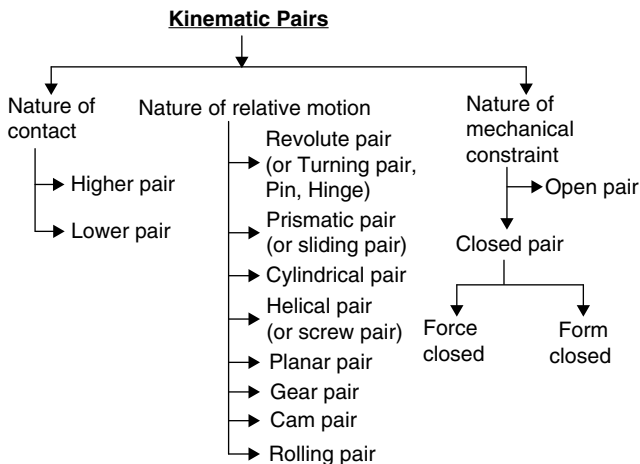 Kinematic Pairs
Nature of
contact
Higher pair
Lower pair
Nature of relative motion
Revolute pair
(or Turning pair,
Pin, Hinge)
Prismatic pair
(or sliding pair)
Cylindrical pair
Helical pair
(or screw pair)
Planar pair
Gear pair
Cam pair
Rolling pair
Nature of
mechanical
constraint
Open pair
Closed pair
Force
closed
Form
closed